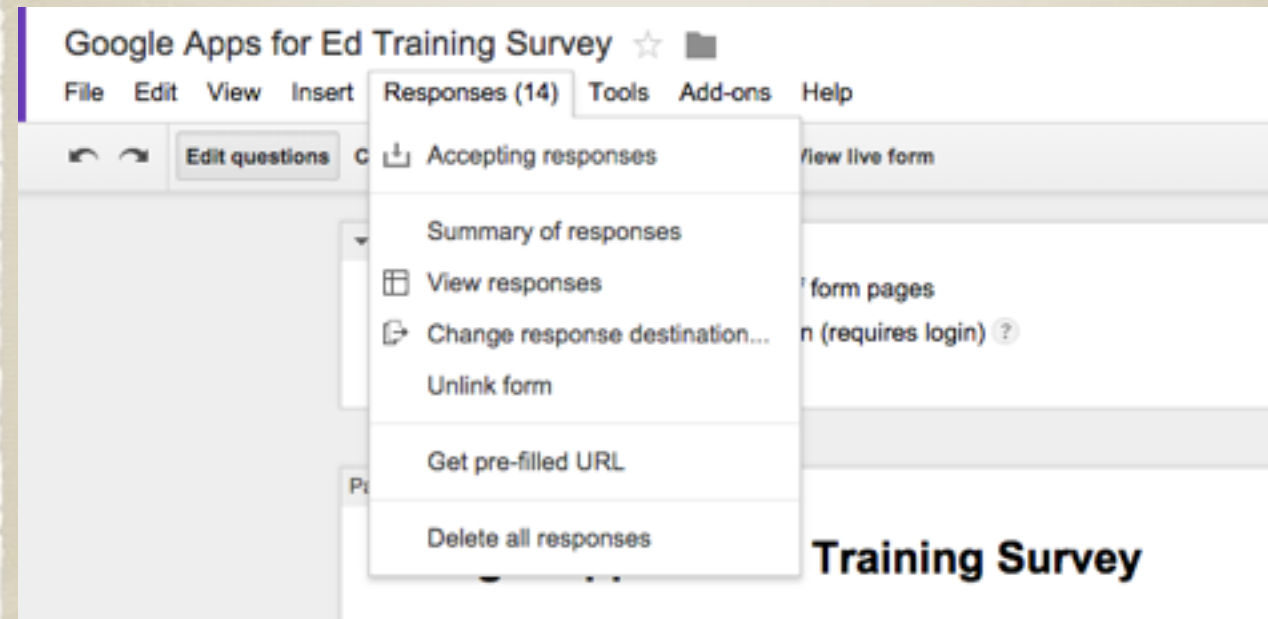 Google Apps for Ed Training Survey
File Edit View Insert Responses (14) Tools Add-ons Help
Edit questions View live form
Accepting responses
Summary of responses
View responses
form pages
Change response destination...
(requires login) ?
Unlink form
Get pre-filled URL
Delete all responses
Training Survey